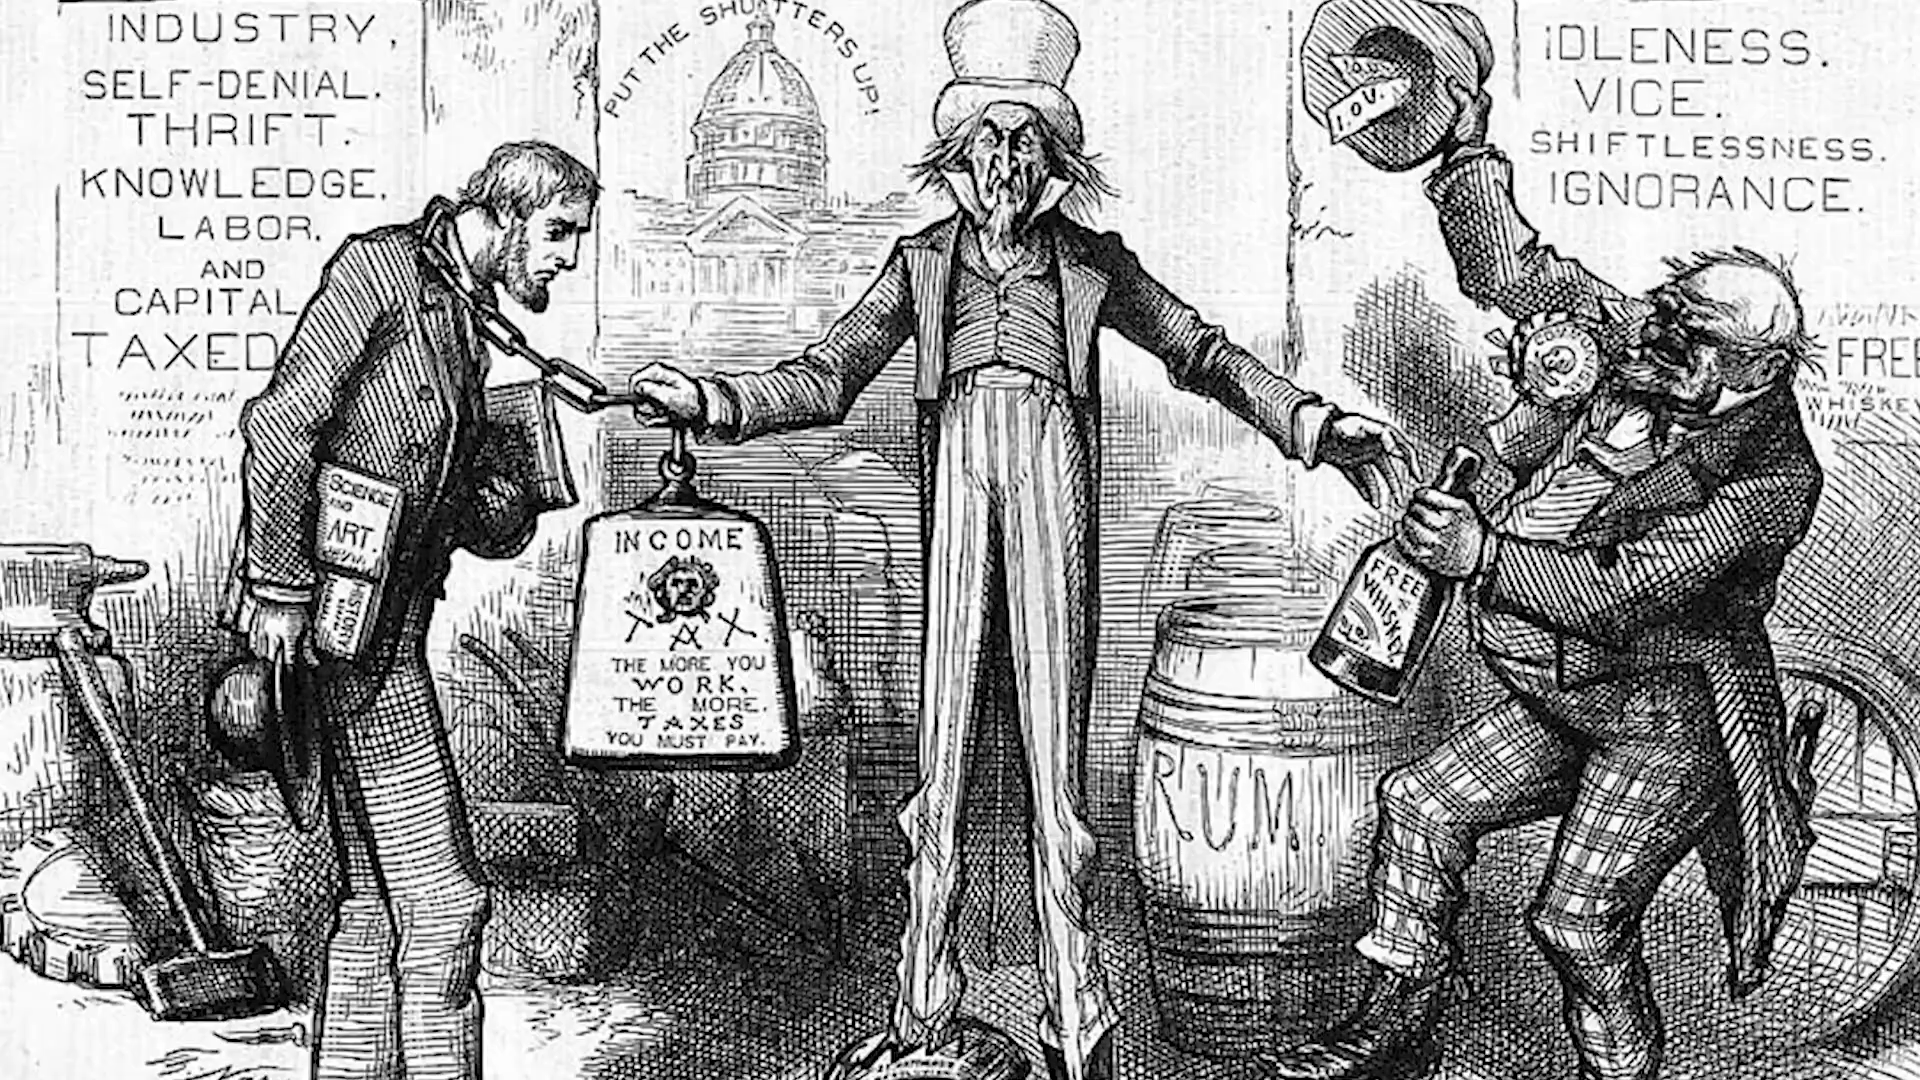 INDUSTRY,
SELF-DENIAL.
THRIFT.
KNOWLEDGE.
LABOR.
AND
CAPITAL
TAXED
PUT THE SHUTTERS UP!
I.O.U.
IDLENESS.
VICE.
SHIFTLESSNESS.
IGNORANCE.
FREE
WHISKEY
SCIENCE
AND
ART.
HISTORY
INCOME
TAX.
THE MORE YOU
WORK,
THE MORE.
TAXES
YOU MUST PAY.
FREE
WHISKEY
RUM.